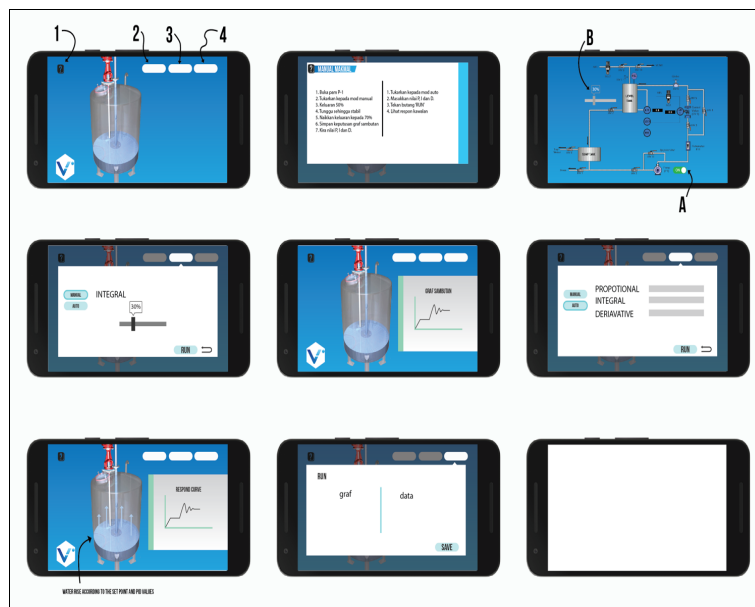 1
2
3
4
?
V
? MANUAL MAKMAL
1. Buka pam P-1
2. Tukarkan kepada mod manual
3. Keluaran 50%
4. Tunggu sehingga stabil
5. Naikkan keluaran kepada 70%
6. Simpan keputusan graf sambutan
7. Kira nilai P, I dan D.
1. Tukarkan kepada mod auto
2. Masukkan nilai P, I dan D.
3. Tekan butang 'RUN'
4. Lihat respon kawalan
B
A
?
MANUAL
AUTO
INTEGRAL
30%
RUN
?
GRAF SAMBUTAN
V
?
MANUAL
AUTO
PROPOTIONAL
INTEGRAL
DERIAVATIVE
RUN
?
RESPOND CURVE
V
WATER RISE ACCORDING TO THE SET POINT AND PID VALUES
?
RUN
graf
data
SAVE